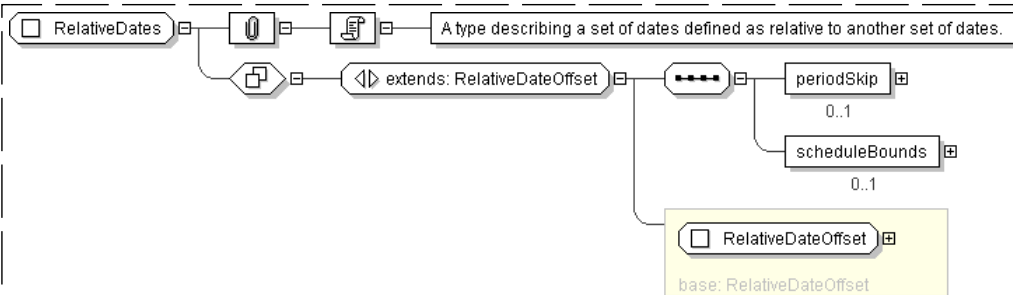 RelativeDates
A type describing a set of dates defined as relative to another set of dates.
extends: RelativeDateOffset
periodSkip
0..1
scheduleBounds
0..1
RelativeDateOffset
base: RelativeDateOffset